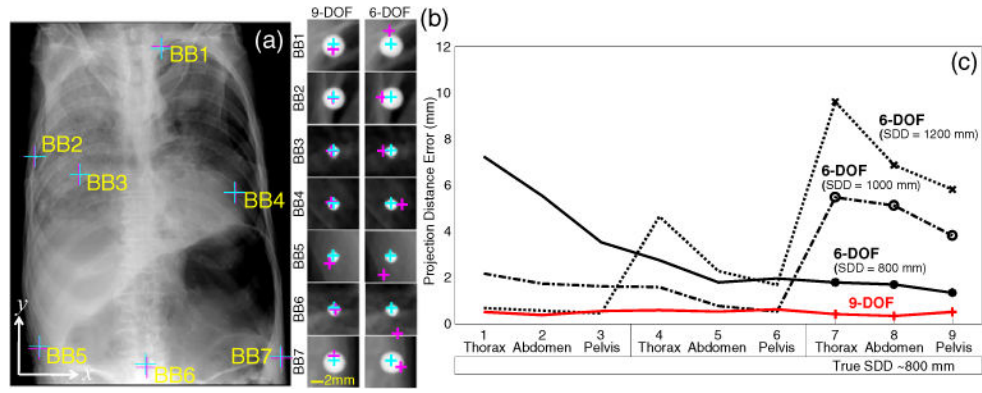 (a)
BB1
BB2
BB3
BB4
BB5
BB6
BB7
y
x
9-DOF 6-DOF
(b)
BB1
BB2
BB3
BB4
BB5
BB6
BB7
2mm
(c)
Projection Distance Error (mm)
12
10
8
6
4
2
0
6-DOF
(SDD = 1200 mm)
6-DOF
(SDD = 1000 mm)
6-DOF
(SDD = 800 mm)
9-DOF
1 2 3 4 5 6 7 8 9
Thorax Abdomen Pelvis Thorax Abdomen Pelvis Thorax Abdomen Pelvis
True SDD ~800 mm